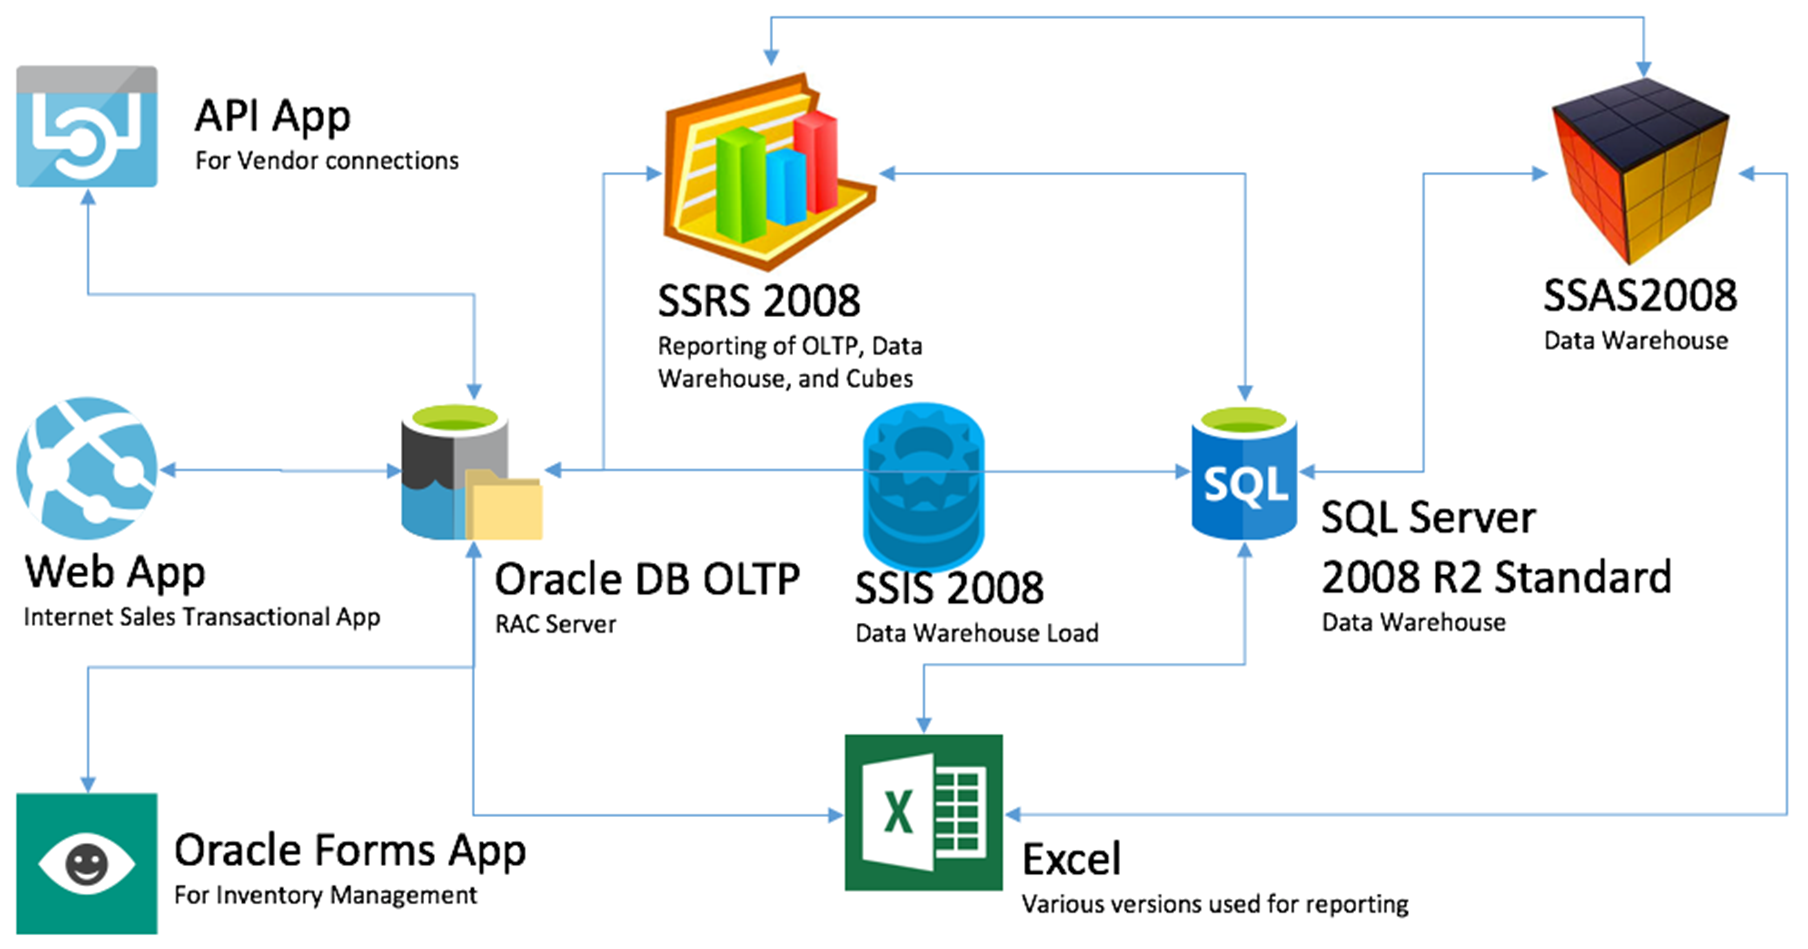 API App
For Vendor connections
SSRS 2008
Reporting of OLTP, Data
Warehouse, and Cubes
SSAS2008
Data Warehouse
Web App
Internet Sales Transactional App
Oracle DB OLTP
RAC Server
SSIS 2008
Data Warehouse Load
SQL
SQL Server
2008 R2 Standard
Data Warehouse
Oracle Forms App
For Inventory Management
X
Excel
Various versions used for reporting